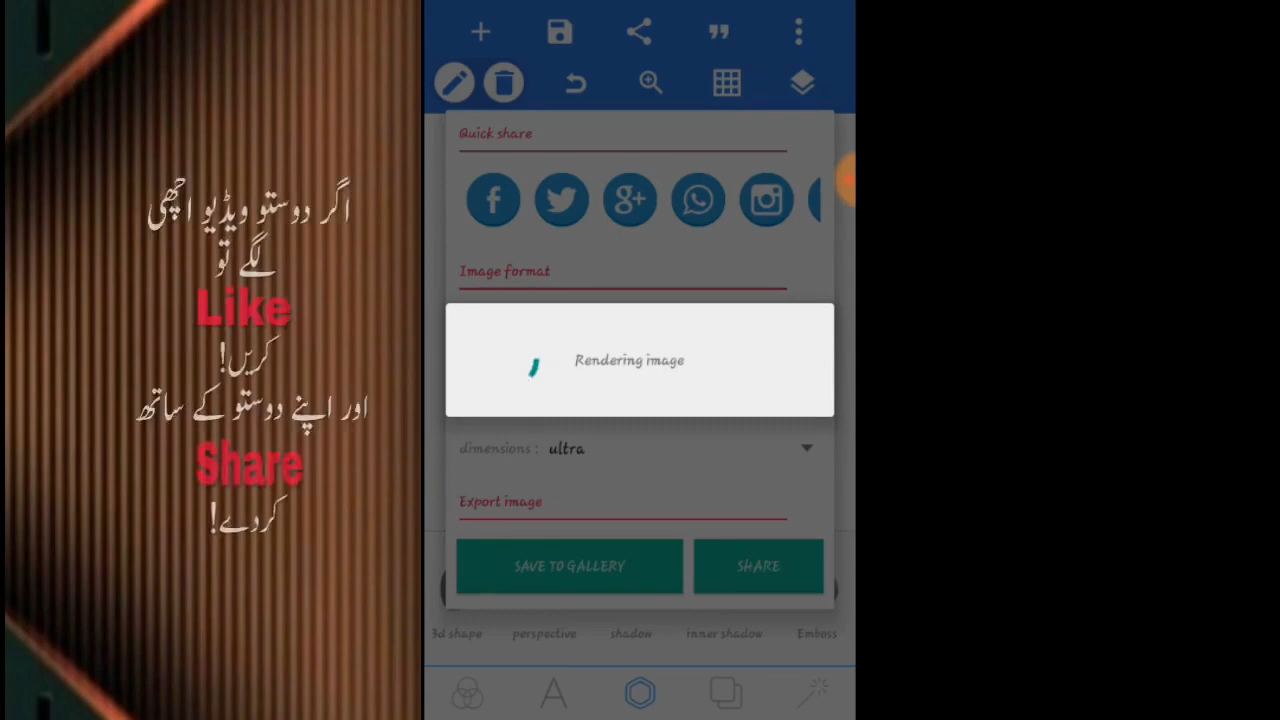 اگر دوستو ویڈیو اچھی
لگے تو
Like
کریں!
اور اپنے دوستو کے ساتھ
Share
کردے!
Quick share
Image format
Rendering image
dimensions : ultra
Export image
SAVE TO GALLERY SHARE
3d shape perspective shadow inner shadow Emboss